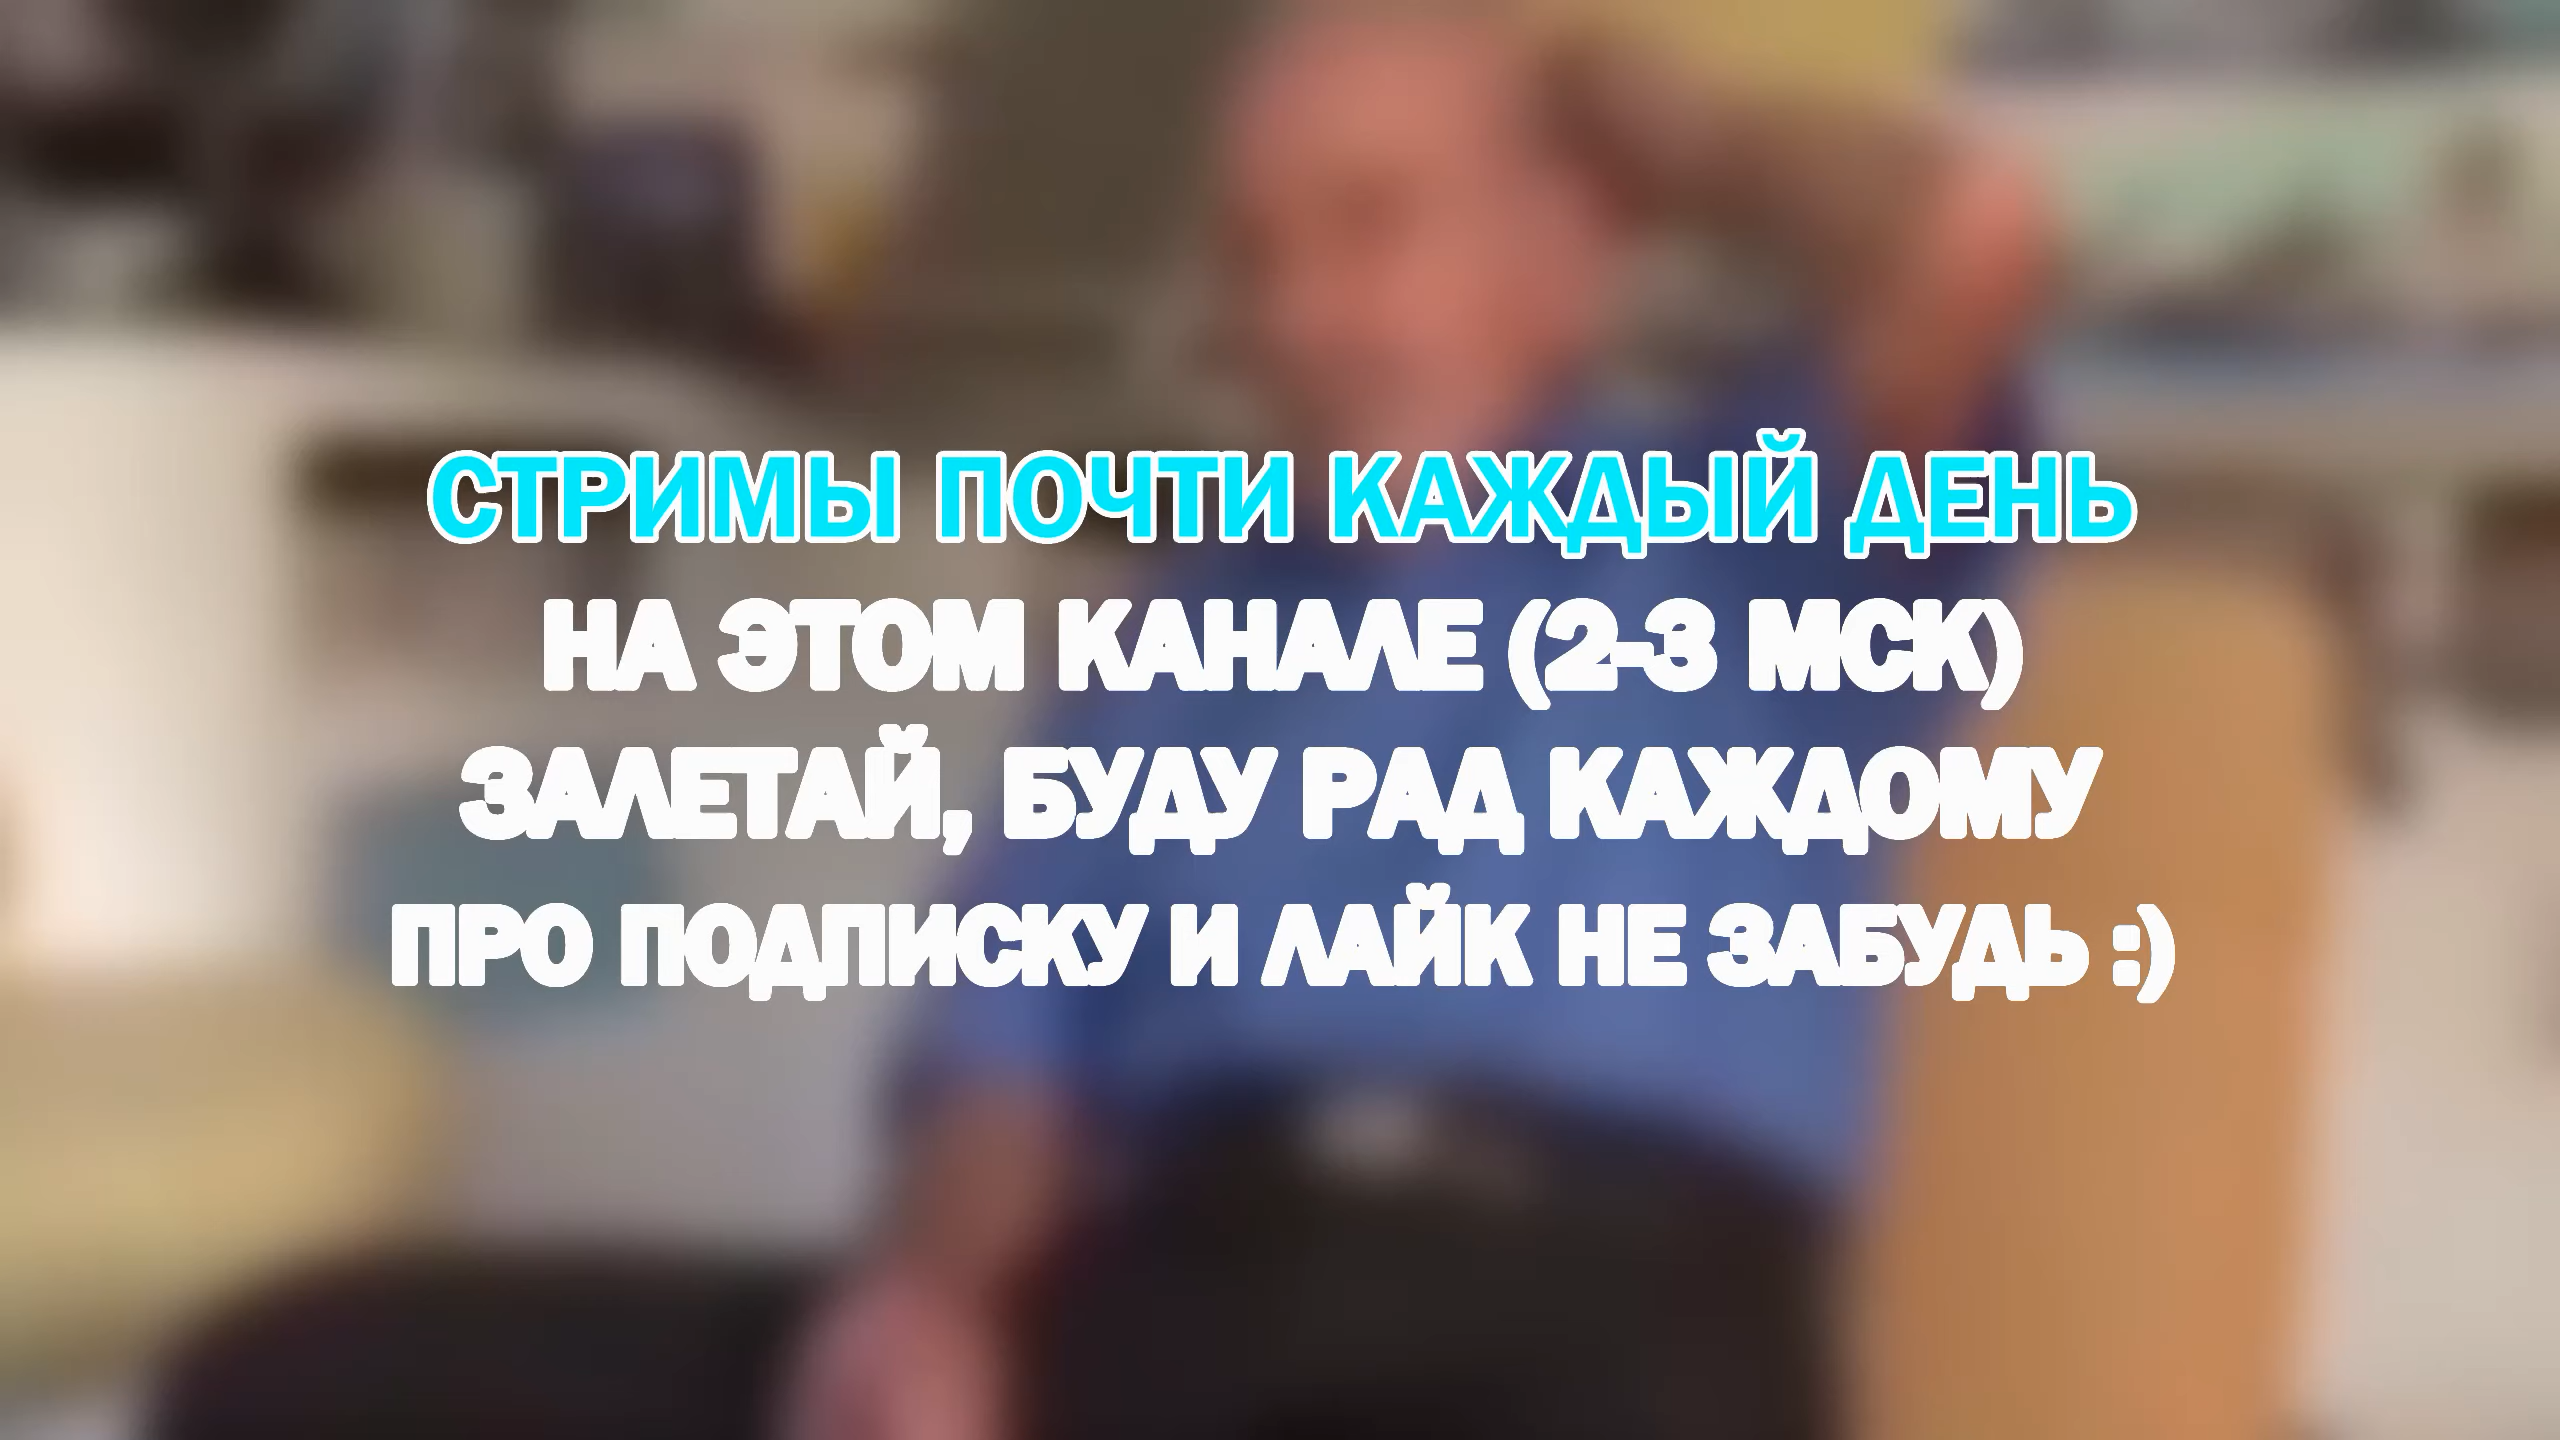 СТРИМЫ ПОЧТИ КАЖДЫЙ ДЕНЬ
НА ЭТОМ КАНАЛЕ (2-3 МСК)
ЗАЛЕТАЙ, БУДУ РАД КАЖДОМУ
ПРО ПОДПИСКУ И ЛАЙК НЕ ЗАБУДЬ :)